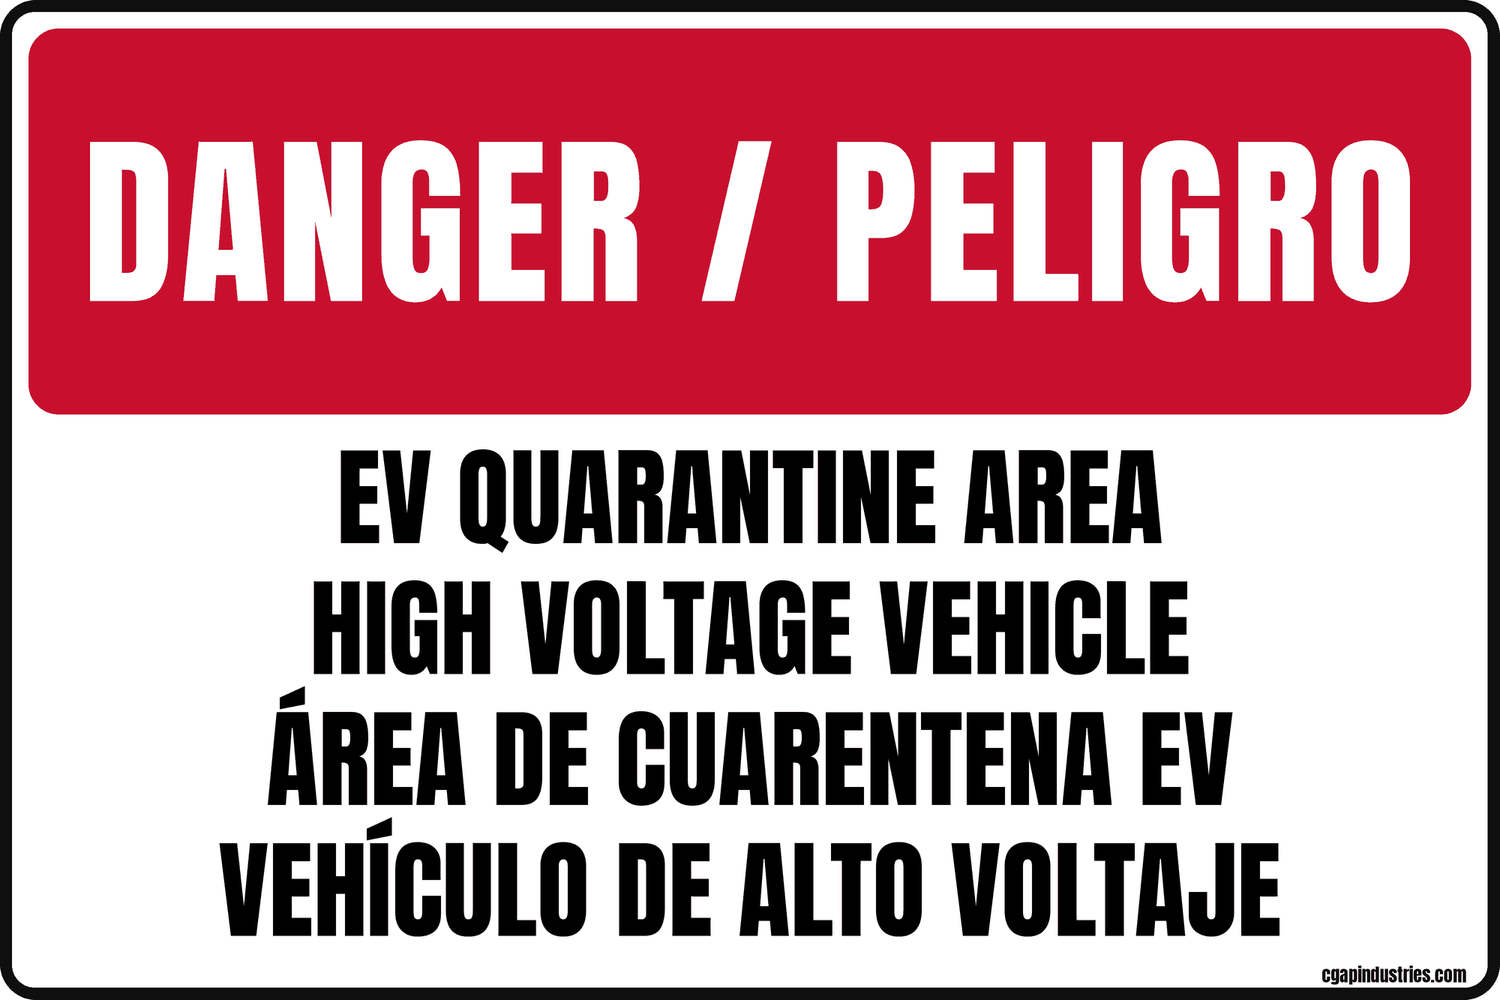 DANGER / PELIGRO
EV QUARANTINE AREA
HIGH VOLTAGE VEHICLE
ÁREA DE CUARENTENA EV
VEHÍCULO DE ALTO VOLTAJE
cgapindustries.com